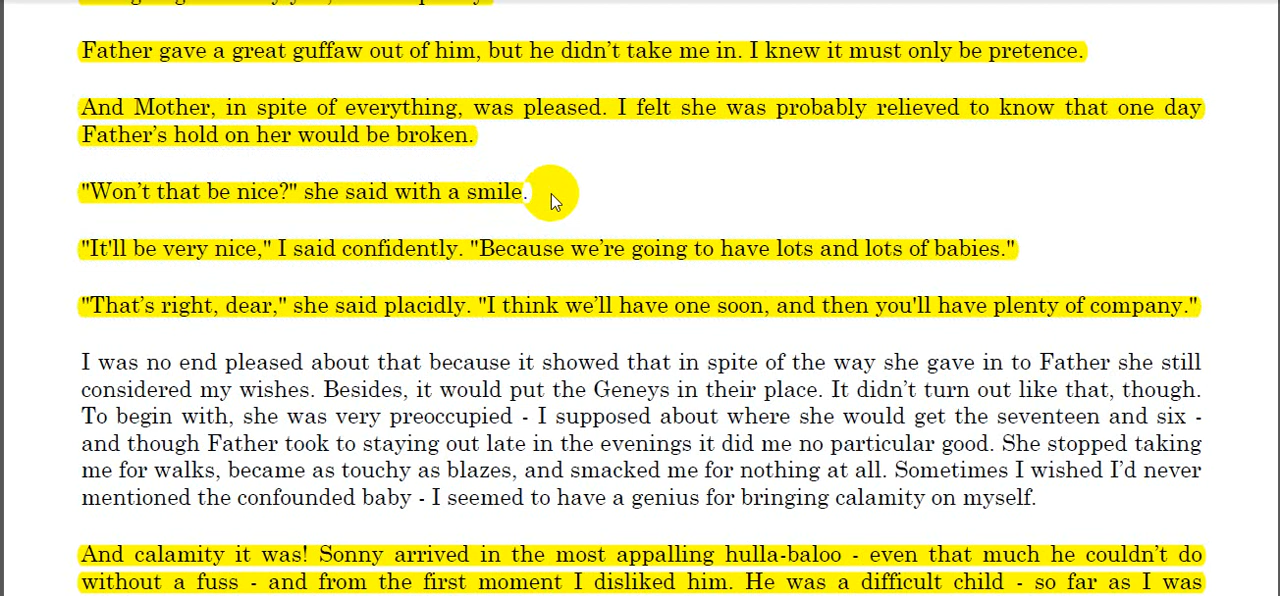 Father gave a great guffaw out of him, but he didn’t take me in. I knew it must only be pretence.
And Mother, in spite of everything, was pleased. I felt she was probably relieved to know that one day
Father’s hold on her would be broken.
"Won’t that be nice?" she said with a smile.
"It'll be very nice," I said confidently. "Because we’re going to have lots and lots of babies."
"That’s right, dear," she said placidly. "I think we’ll have one soon, and then you'll have plenty of company."
I was no end pleased about that because it showed that in spite of the way she gave in to Father she still
considered my wishes. Besides, it would put the Geneys in their place. It didn’t turn out like that, though.
To begin with, she was very preoccupied - I supposed about where she would get the seventeen and six -
and though Father took to staying out late in the evenings it did me no particular good. She stopped taking
me for walks, became as touchy as blazes, and smacked me for nothing at all. Sometimes I wished I’d never
mentioned the confounded baby - I seemed to have a genius for bringing calamity on myself.
And calamity it was! Sonny arrived in the most appalling hulla-baloo - even that much he couldn’t do
without a fuss - and from the first moment I disliked him. He was a difficult child - so far as I was